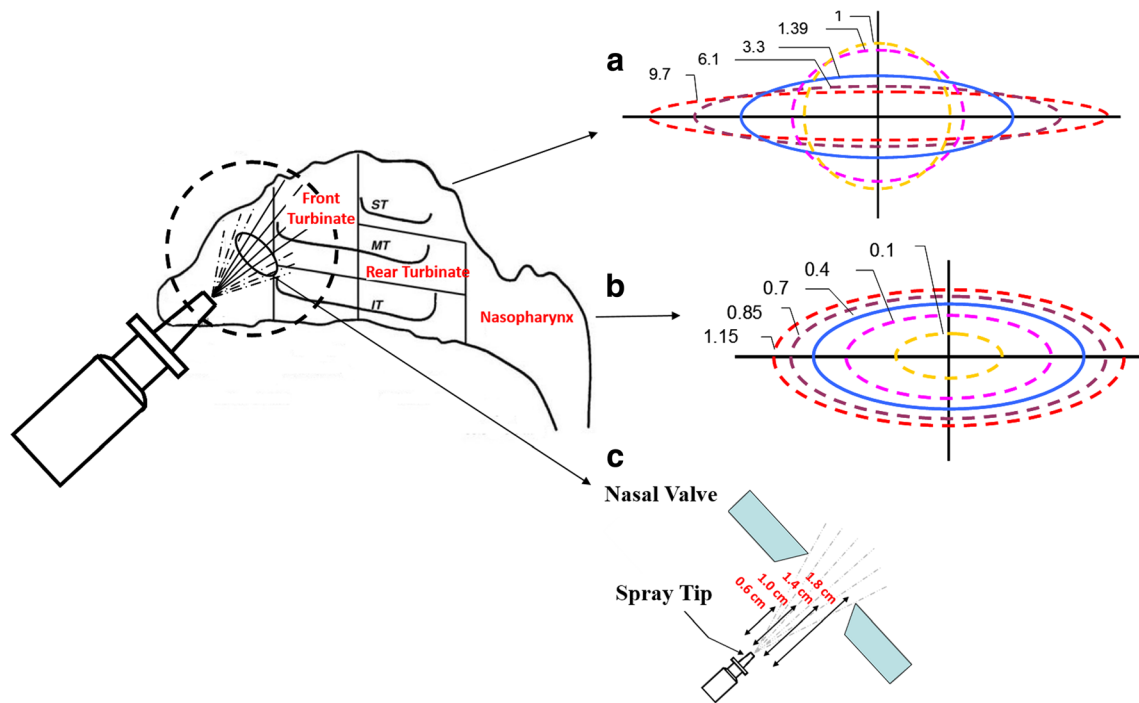 a
1
1.39
3.3
6.1
9.7
Front
Turbinate
ST
MT
Rear Turbinate
IT
Nasopharynx
b
0.1
0.4
0.7
0.85
1.15
c
Nasal Valve
0.6 cm
1.0 cm
1.4 cm
1.8 cm
Spray Tip